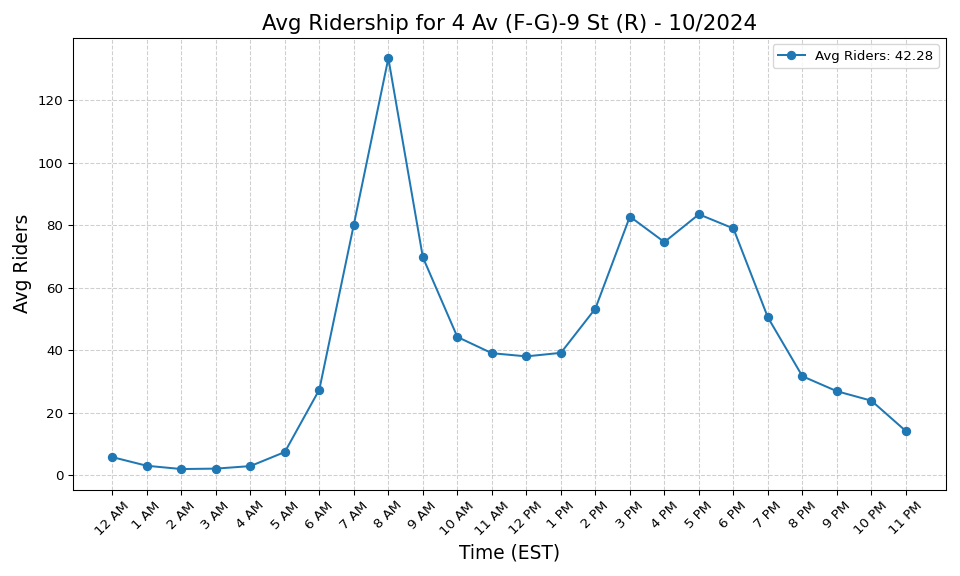 Avg Ridership for 4 Av (F-G)-9 St (R) - 10/2024
Avg Riders: 42.28
Avg Riders
120
100
80
60
40
20
0
12 AM 1 AM 2 AM 3 AM 4 AM 5 AM 6 AM 7 AM 8 AM 9 AM 10 AM 11 AM 12 PM 1 PM 2 PM 3 PM 4 PM 5 PM 6 PM 7 PM 8 PM 9 PM 10 PM 11 PM
Time (EST)